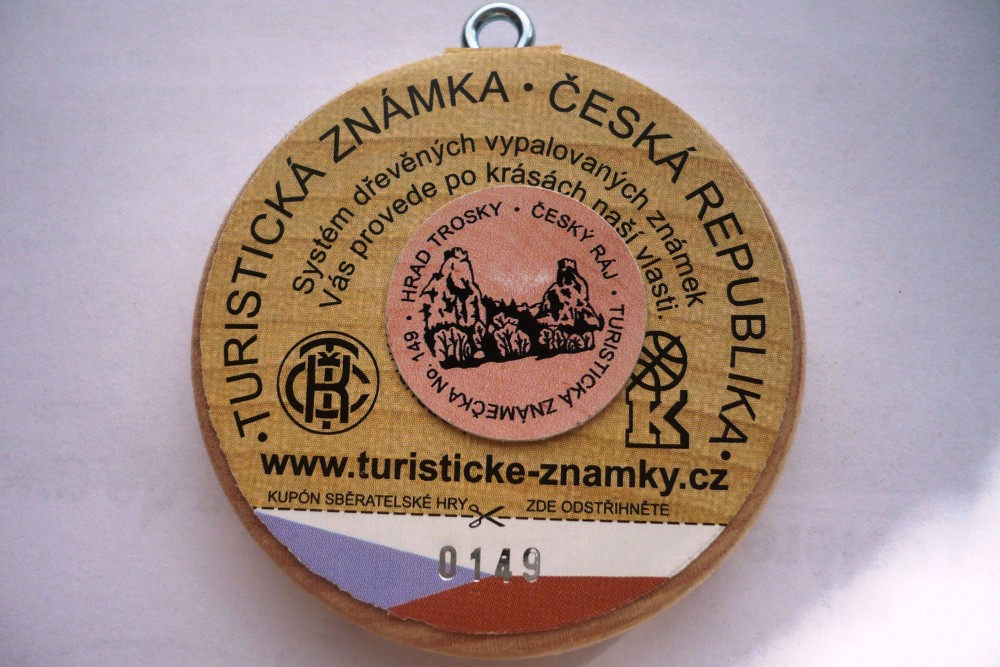 TURISTICKÁ ZNÁMKA • ČESKÁ REPUBLIKA •
Systém dřevěných vypalovaných známek
Vás provede po krásách naší vlasti.
HRAD TROSKY • ČESKÝ RÁJ • TURISTICKÁ ZNÁMEČKA No. 149 •
KČT
K
www.turisticke-znamky.cz
KUPÓN SBĚRATELSKÉ HRY ZDE ODSTŘIHNĚTE
0149